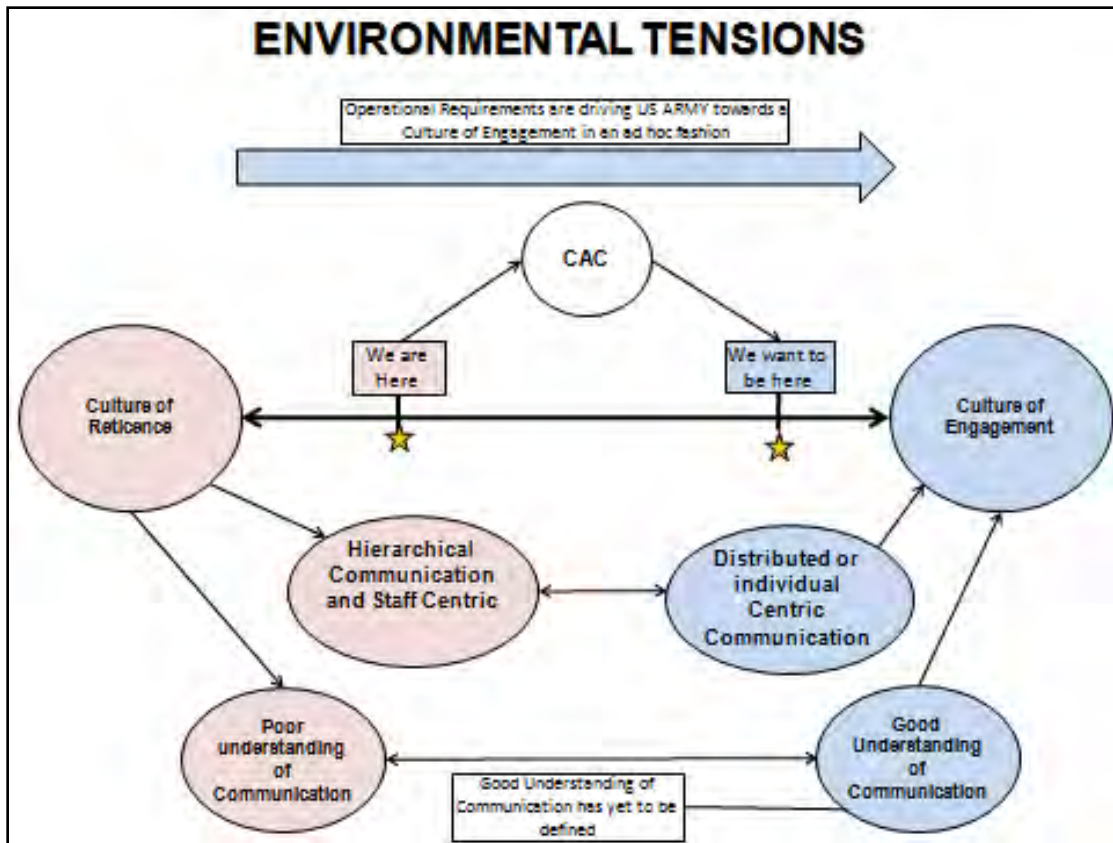 ENVIRONMENTAL TENSIONS
Operational Requirements are driving US ARMY towards a
Culture of Engagement in an ad hoc fashion
CAC
We are
Here
We want to
be here
Culture of
Reticence
Culture of
Engagement
Hierarchical
Communication
and Staff Centric
Distributed or
individual
Centric
Communication
Poor
understanding
of
Communication
Good
Understanding
of
Communication
Good Understanding of
Communication has yet to be
defined